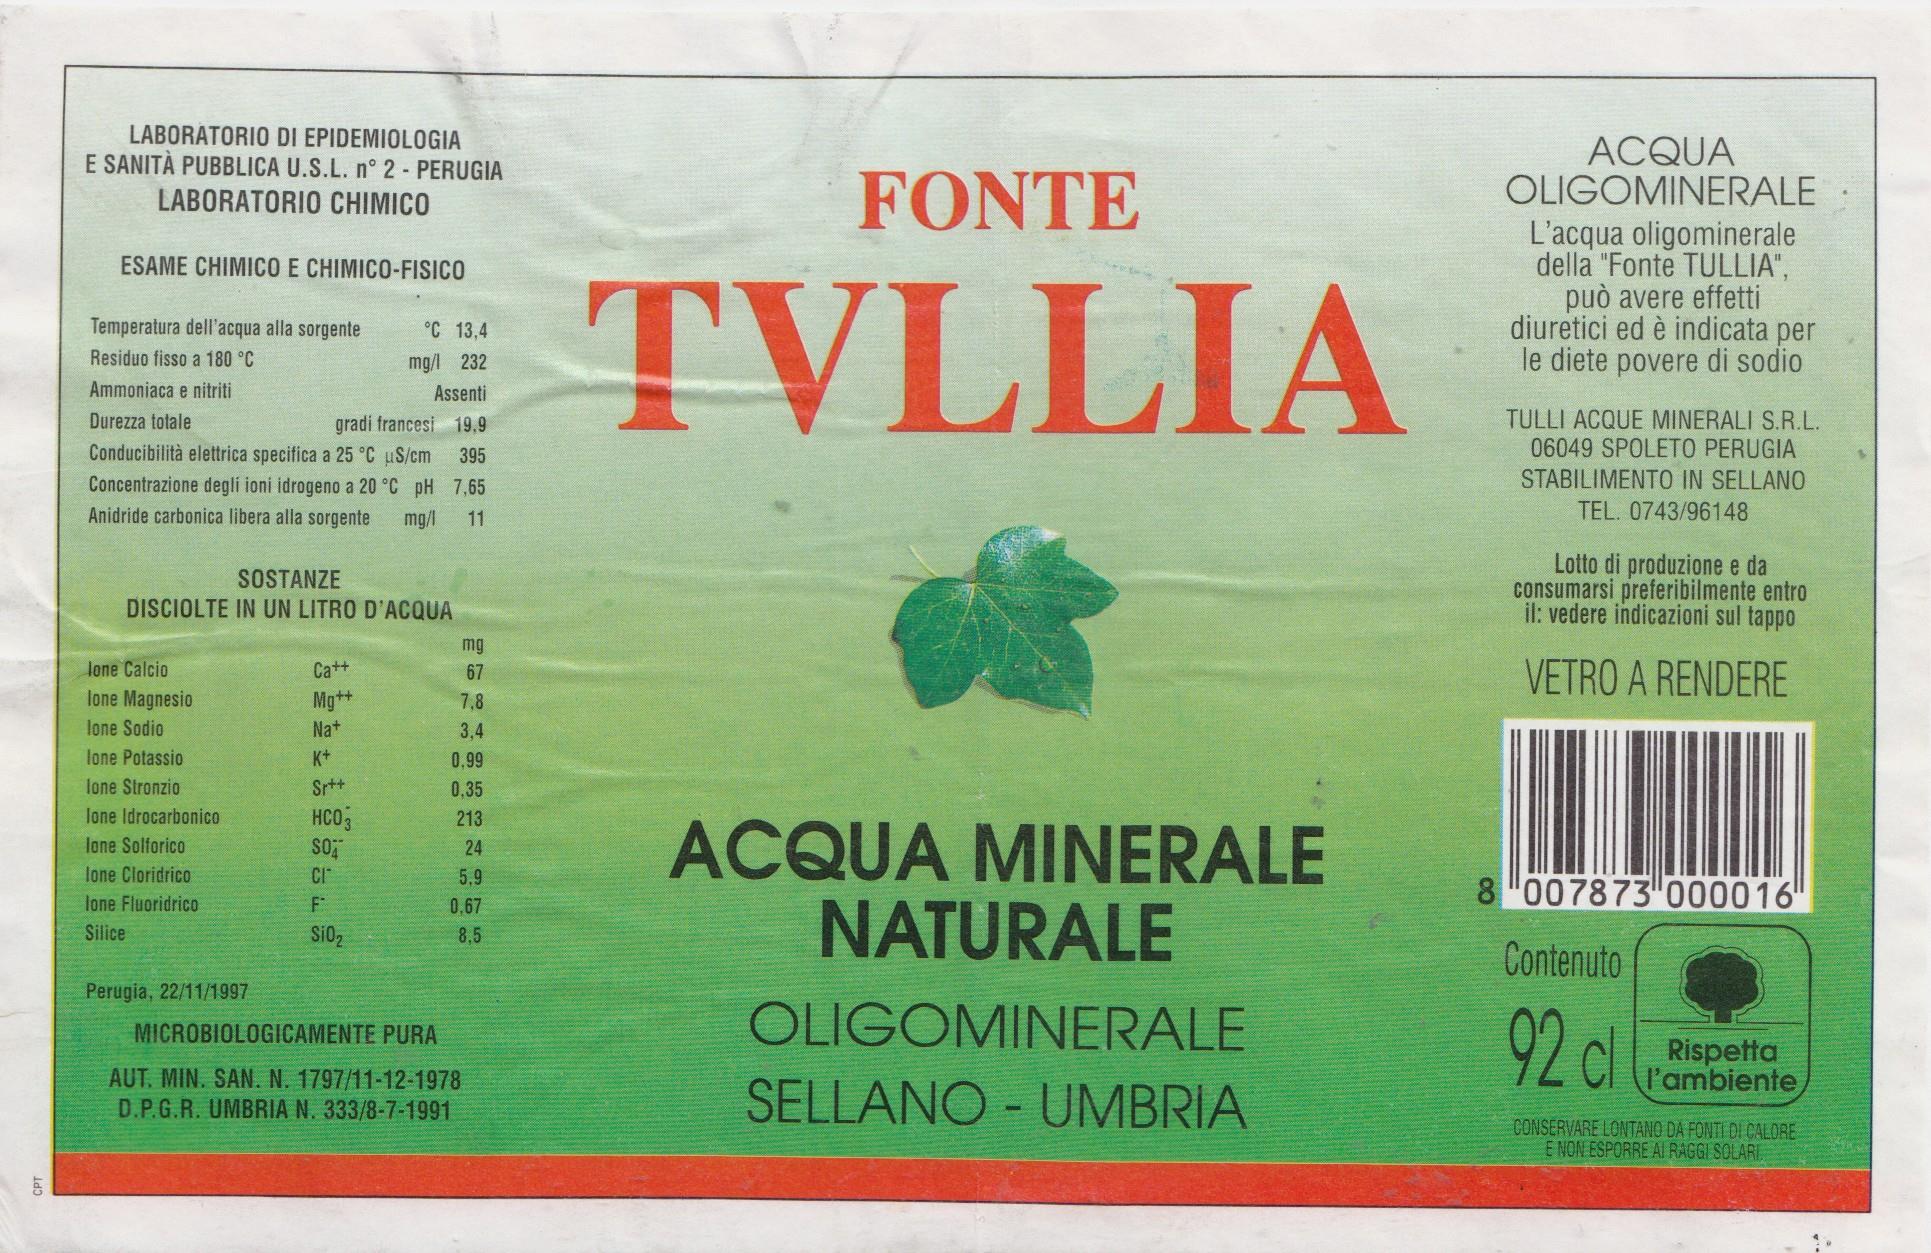 LABORATORIO DI EPIDEMIOLOGIA
E SANITÀ PUBBLICA U.S.L. n° 2 - PERUGIA
LABORATORIO CHIMICO
ESAME CHIMICO E CHIMICO-FISICO
Temperatura dell'acqua alla sorgente °C 13,4
Residuo fisso a 180 °C mg/l 232
Ammoniaca e nitriti Assenti
Durezza totale gradi francesi 19,9
Conducibilità elettrica specifica a 25 °C µS/cm 395
Concentrazione degli ioni idrogeno a 20 °C pH 7,65
Anidride carbonica libera alla sorgente mg/l 11
SOSTANZE
DISCIOLTE IN UN LITRO D'ACQUA
mg
Ione Calcio Ca++ 67
Ione Magnesio Mg++ 7,8
Ione Sodio Na+ 3,4
Ione Potassio K+ 0,99
Ione Stronzio Sr++ 0,35
Ione Idrocarbonico HCO3- 213
Ione Solforico SO4-- 24
Ione Cloridrico Cl- 5,9
Ione Fluoridrico F- 0,67
Silice SiO2 8,5
Perugia, 22/11/1997
MICROBIOLOGICAMENTE PURA
AUT. MIN. SAN. N. 1797/11-12-1978
D.P.G.R. UMBRIA N. 333/8-7-1991
CPT
FONTE
TVLLIA
ACQUA MINERALE
NATURALE
OLIGOMINERALE
SELLANO - UMBRIA
ACQUA
OLIGOMINERALE
L'acqua oligominerale
della "Fonte TULLIA",
può avere effetti
diuretici ed è indicata per
le diete povere di sodio
TULLI ACQUE MINERALI S.R.L.
06049 SPOLETO PERUGIA
STABILIMENTO IN SELLANO
TEL. 0743/96148
Lotto di produzione e da
consumarsi preferibilmente entro
il: vedere indicazioni sul tappo
VETRO A RENDERE
8 007873 000016
Contenuto
92 cl
Rispetta
l'ambiente
CONSERVARE LONTANO DA FONTI DI CALORE
E NON ESPORRE AI RAGGI SOLARI.